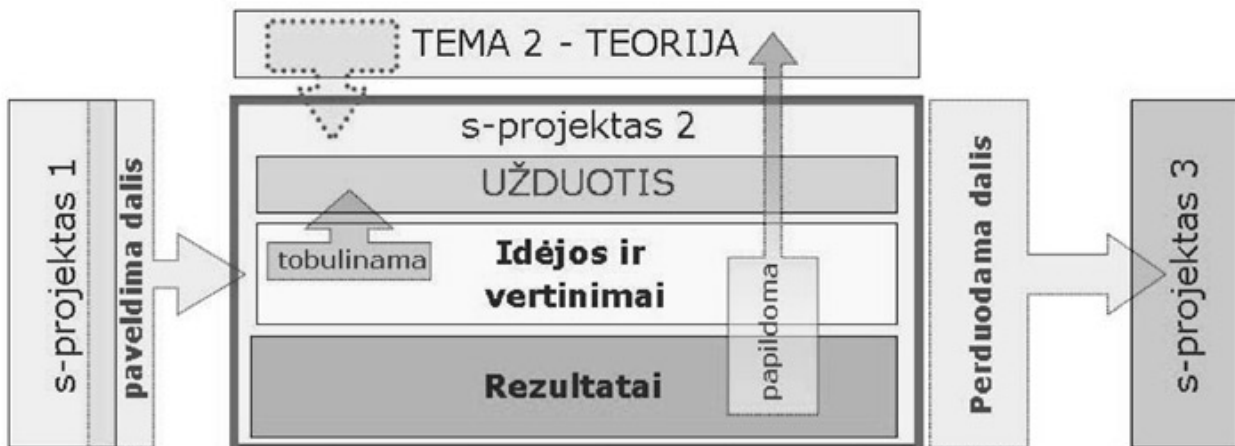 TEMA 2 - TEORIJA
s-projektas 1
paveldima dalis
s-projektas 2
UŽDUOTIS
tobulinama
Idėjos ir
vertinimai
papildoma
Rezultatai
Perduodama dalis
s-projektas 3